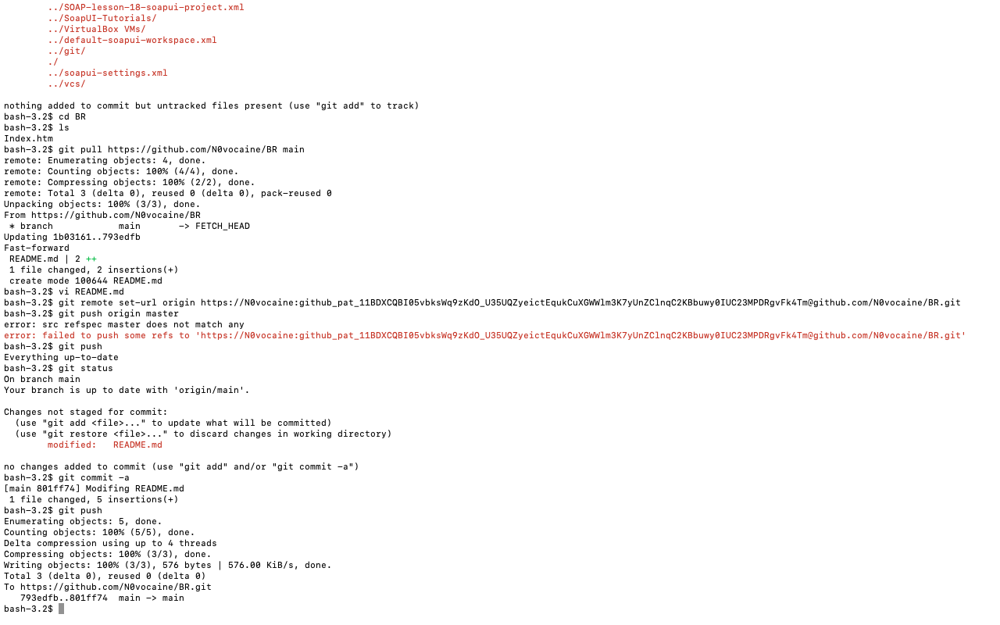 ../SOAP-lesson-18-soapui-project.xml
../SoapUI-Tutorials/
../VirtualBox VMs/
../default-soapui-workspace.xml
../git/
./
../soapui-settings.xml
../vcs/
nothing added to commit but untracked files present (use "git add" to track)
bash-3.2$ cd BR
bash-3.2$ ls
Index.htm
bash-3.2$ git pull https://github.com/N0vocaine/BR main
remote: Enumerating objects: 4, done.
remote: Counting objects: 100% (4/4), done.
remote: Compressing objects: 100% (2/2), done.
remote: Total 3 (delta 0), reused 0 (delta 0), pack-reused 0
Unpacking objects: 100% (3/3), done.
From https://github.com/N0vocaine/BR
 * branch            main       -> FETCH_HEAD
Updating 1b03161..793edfb
Fast-forward
 README.md | 2 ++
 1 file changed, 2 insertions(+)
 create mode 100644 README.md
bash-3.2$ vi README.md
bash-3.2$ git remote set-url origin https://N0vocaine: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@github.com/N0vocaine/BR.git
bash-3.2$ git push origin master
error: src refspec master does not match any
error: failed to push some refs to 'https://N0vocaine: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@github.com/N0vocaine/BR.git'
bash-3.2$ git push
Everything up-to-date
bash-3.2$ git status
On branch main
Your branch is up to date with 'origin/main'.
Changes not staged for commit:
  (use "git add <file>..." to update what will be committed)
  (use "git restore <file>..." to discard changes in working directory)
modified:   README.md
no changes added to commit (use "git add" and/or "git commit -a")
bash-3.2$ git commit -a
[main 801ff74] Modifing README.md
 1 file changed, 5 insertions(+)
bash-3.2$ git push
Enumerating objects: 5, done.
Counting objects: 100% (5/5), done.
Delta compression using up to 4 threads
Compressing objects: 100% (3/3), done.
Writing objects: 100% (3/3), 576 bytes | 576.00 KiB/s, done.
Total 3 (delta 0), reused 0 (delta 0)
To https://github.com/N0vocaine/BR.git
   793edfb..801ff74  main -> main
bash-3.2$